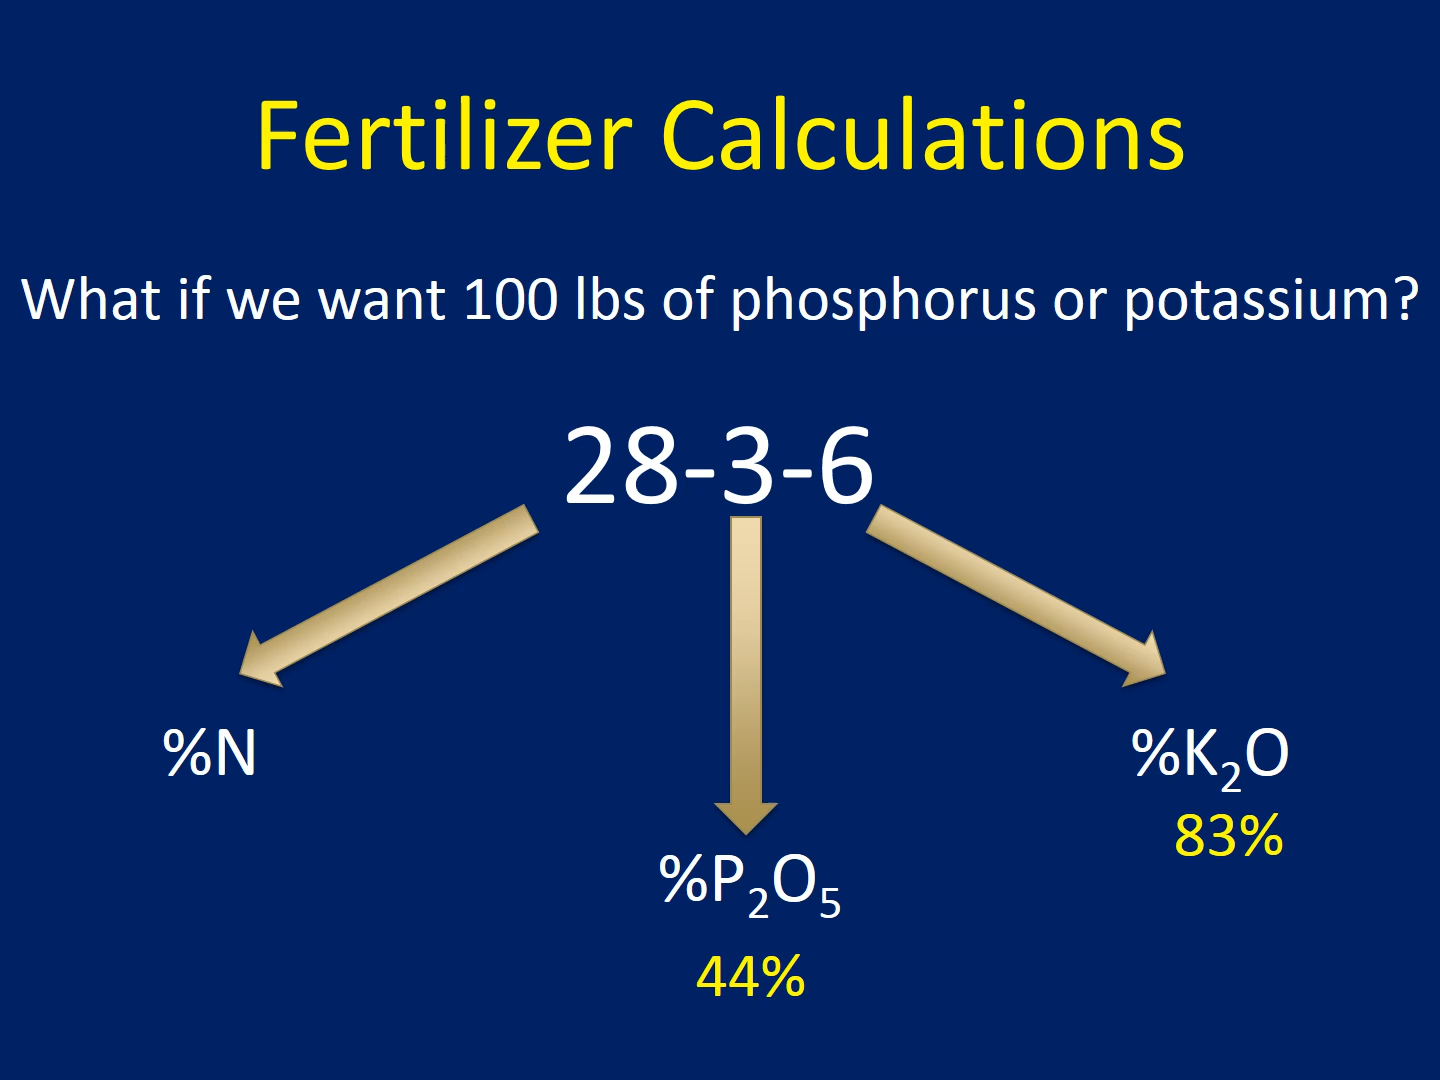 Fertilizer Calculations
What if we want 100 lbs of phosphorus or potassium?
28-3-6
%N
%K₂O
83%
%P₂O₅
44%